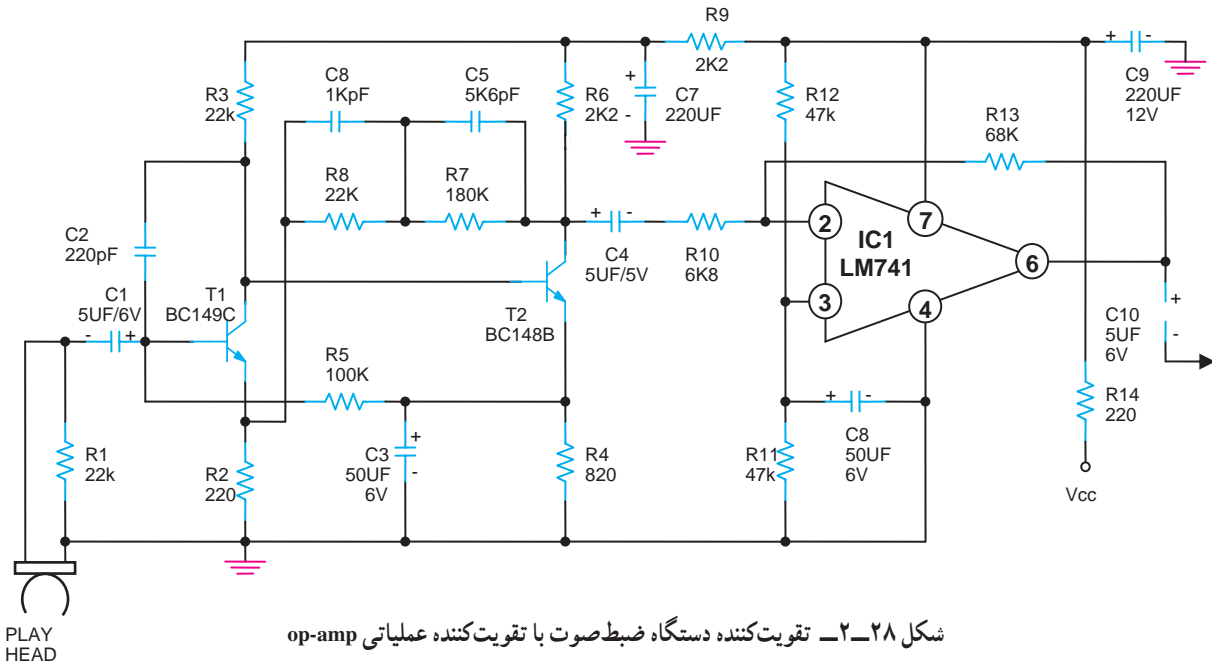 R9
2K2
C8
1KpF
C5
5K6pF
R3
22k
R6
2K2
C7
220UF
+
-
R12
47k
+ -
C9
220UF
12V
R13
68K
R8
22K
R7
180K
C2
220pF
+ -
C4
5UF/5V
R10
6K8
2
7
IC1
LM741
6
3
4
C1
5UF/6V
- +
T1
BC149C
T2
BC148B
+
-
C10
5UF
6V
R5
100K
R1
22k
R2
220
C3
50UF
6V
+
-
R4
820
R11
47k
+ -
C8
50UF
6V
R14
220
Vcc
PLAY
HEAD
شکل ۲۸ــ۲ــ تقویت‌کننده دستگاه ضبط‌صوت با تقویت‌کننده عملیاتی op-amp